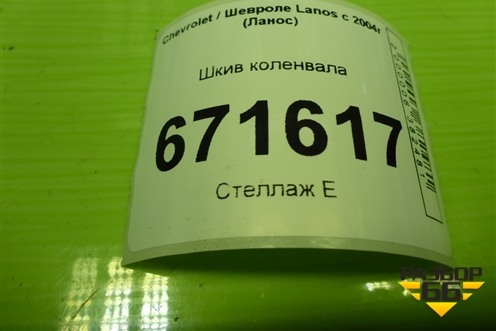 Chevrolet / Шевроле Lanos с 2004г
(Ланос)
Шкив коленвала
671617
Стеллаж Е
РАЗБОР
66